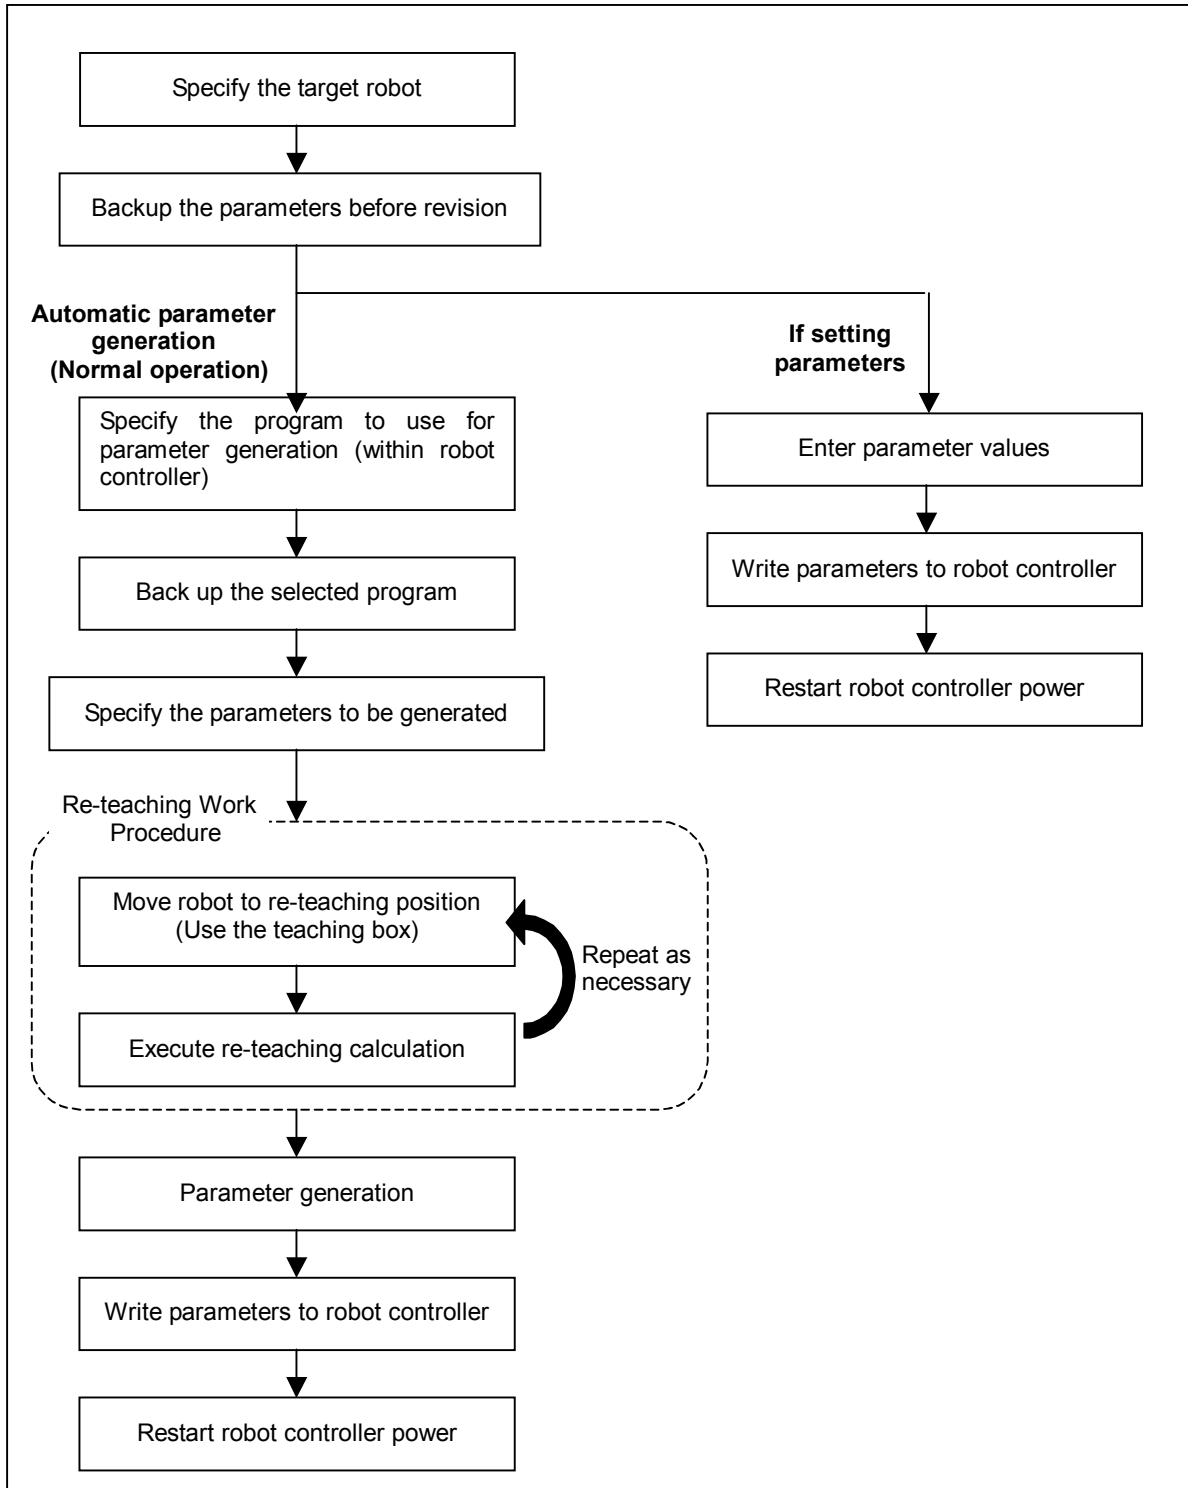 Specify the target robot
Backup the parameters before revision
Automatic parameter
generation
(Normal operation)
If setting
parameters
Specify the program to use for
parameter generation (within robot
controller)
Enter parameter values
Back up the selected program
Write parameters to robot controller
Specify the parameters to be generated
Restart robot controller power
Re-teaching Work
Procedure
Move robot to re-teaching position
(Use the teaching box)
Repeat as
necessary
Execute re-teaching calculation
Parameter generation
Write parameters to robot controller
Restart robot controller power